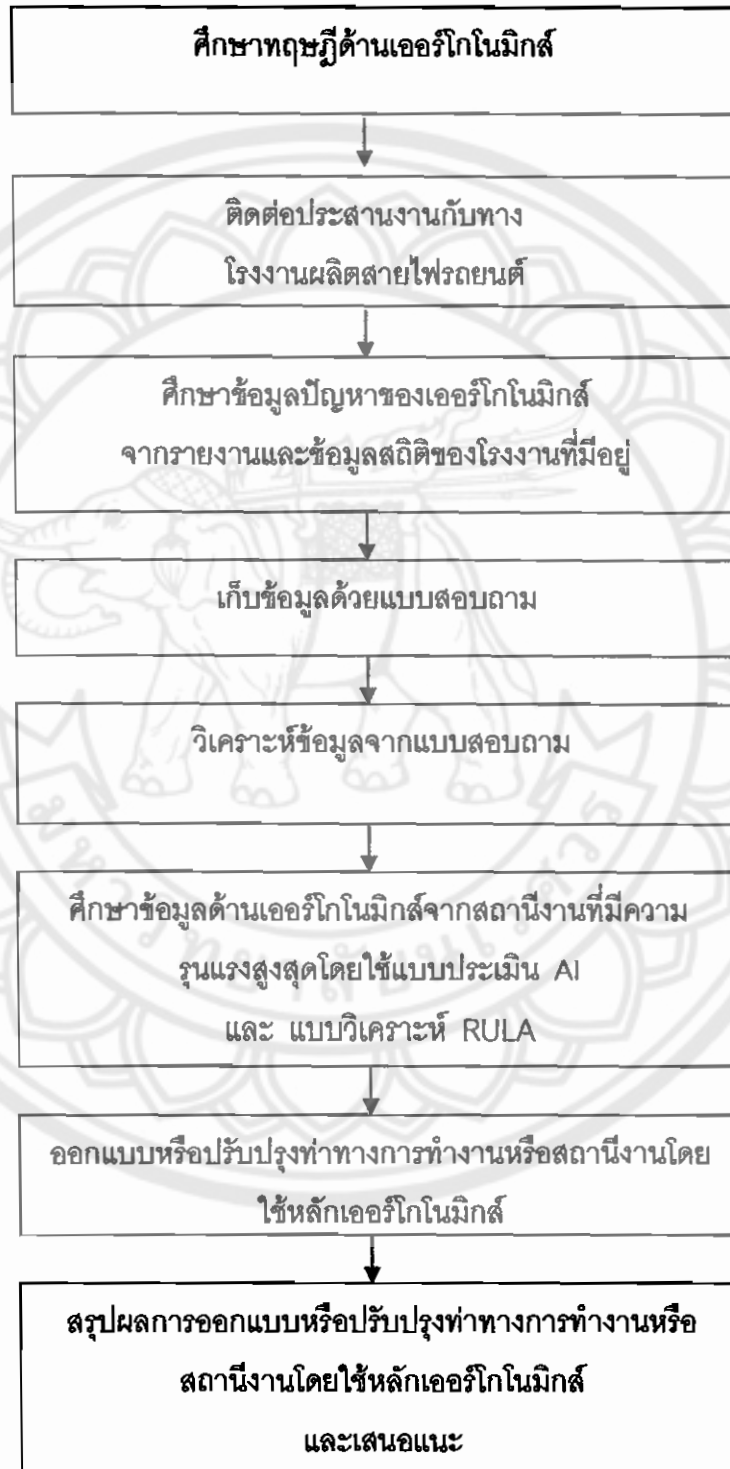 ศึกษาทฤษฎีด้านเออร์โกโนมิกส์
ติดต่อประสานงานกับทาง
โรงงานผลิตสายไฟรถยนต์
ศึกษาข้อมูลปัญหาของเออร์โกโนมิกส์
จากรายงานและข้อมูลสถิติของโรงงานที่มีอยู่
เก็บข้อมูลด้วยแบบสอบถาม
วิเคราะห์ข้อมูลจากแบบสอบถาม
ศึกษาข้อมูลด้านเออร์โกโนมิกส์จากสถานีงานที่มีความ
รุนแรงสูงสุดโดยใช้แบบประเมิน AI
และ แบบวิเคราะห์ RULA
ออกแบบหรือปรับปรุงท่าทางการทำงานหรือสถานีงานโดย
ใช้หลักเออร์โกโนมิกส์
สรุปผลการออกแบบหรือปรับปรุงท่าทางการทำงานหรือ
สถานีงานโดยใช้หลักเออร์โกโนมิกส์
และเสนอแนะ
มหาวิทยาลัยนเรศวร